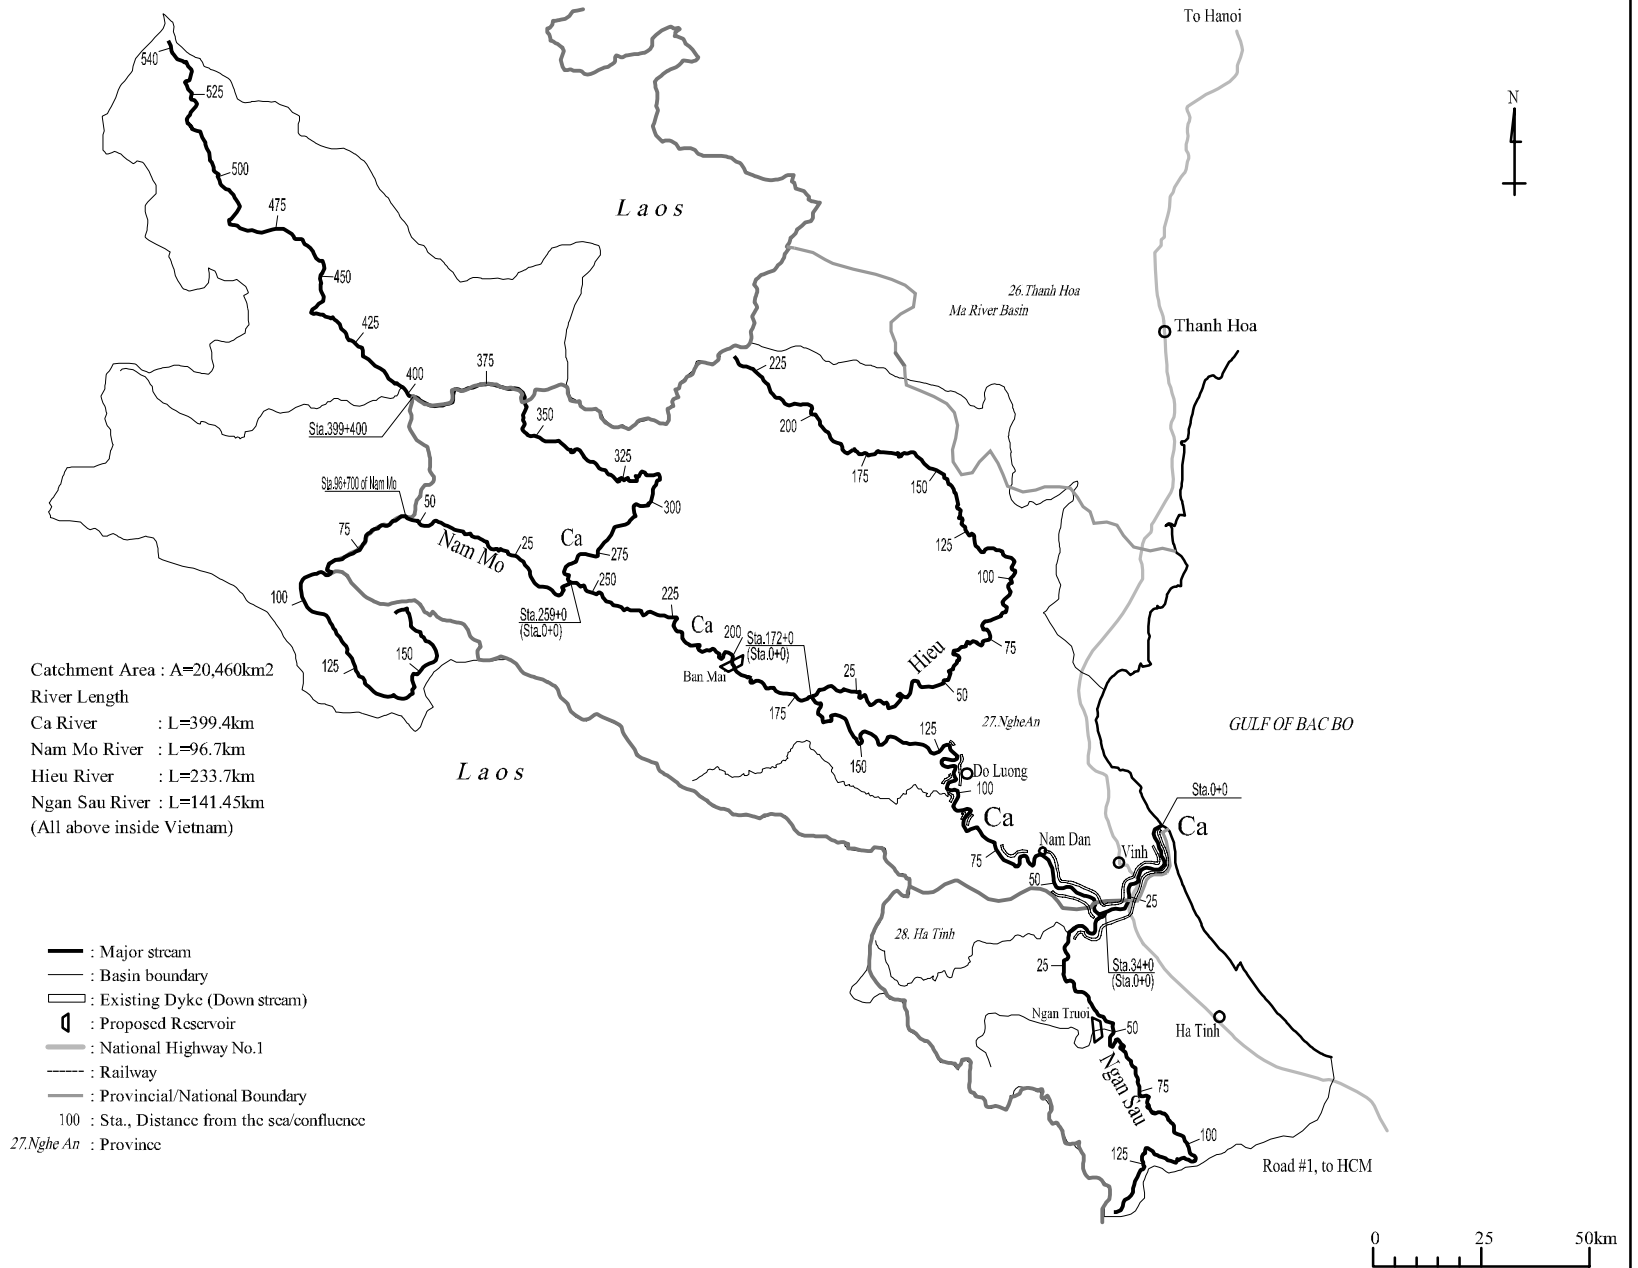 To Hanoi
540
525
N
500
475
Laos
450
26.Thanh Hoa
Ma River Basin
425
Thanh Hoa
400
375
225
350
200
Sta.399+400
325
175
150
Sta.96+700 of Nam Mo
50
300
75
Nam Mo
25
Ca
275
125
100
250
100
225
Sta.259+0
(Sta.0+0)
Ca
200
Sta.172+0
(Sta.0+0)
75
Hieu
125
150
Ban Mai
25
50
175
Catchment Area : A=20,460km2
River Length
Ca River : L=399.4km
Nam Mo River : L=96.7km
Hieu River : L=233.7km
Ngan Sau River : L=141.45km
(All above inside Vietnam)
27.NgheAn
GULF OF BAC BO
125
150
Laos
Do Luong
100
Sta.0+0
Ca
Ca
Nam Dan
75
Vinh
50
25
28. Ha Tinh
25
Sta.34+0
(Sta.0+0)
Ngan Truoi
50
Ha Tinh
Ngan Sau
75
100
125
Road #1, to HCM
: Major stream
: Basin boundary
: Existing Dyke (Down stream)
: Proposed Reservoir
: National Highway No.1
: Railway
: Provincial/National Boundary
100 : Sta., Distance from the sea/confluence
27.Nghe An : Province
0 25 50km